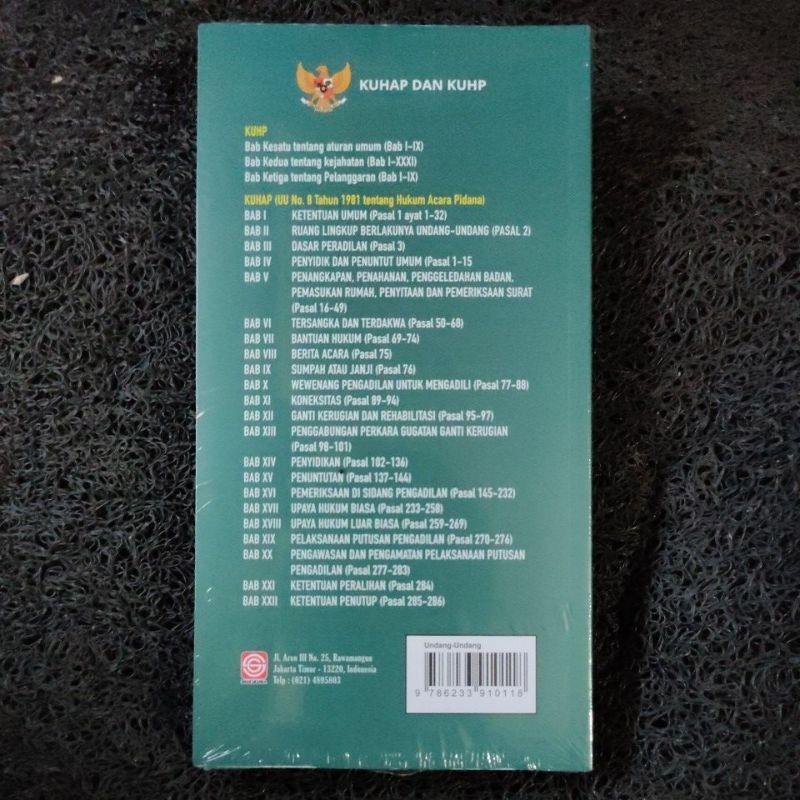 KUHAP DAN KUHP
KUHP
Bab Kesatu tentang aturan umum (Bab I-IX)
Bab Kedua tentang kejahatan (Bab I-XXXI)
Bab Ketiga tentang Pelanggaran (Bab I-IX)
KUHAP (UU No. 8 Tahun 1981 tentang Hukum Acara Pidana)
BAB I KETENTUAN UMUM (Pasal 1 ayat 1-32)
BAB II RUANG LINGKUP BERLAKUNYA UNDANG-UNDANG (PASAL 2)
BAB III DASAR PERADILAN (Pasal 3)
BAB IV PENYIDIK DAN PENUNTUT UMUM (Pasal 1-15
BAB V PENANGKAPAN, PENAHANAN, PENGGELEDAHAN BADAN,
PEMASUKAN RUMAH, PENYITAAN DAN PEMERIKSAAN SURAT
(Pasal 16-49)
BAB VI TERSANGKA DAN TERDAKWA (Pasal 50-68)
BAB VII BANTUAN HUKUM (Pasal 69-74)
BAB VIII BERITA ACARA (Pasal 75)
BAB IX SUMPAH ATAU JANJI (Pasal 76)
BAB X WEWENANG PENGADILAN UNTUK MENGADILI (Pasal 77-88)
BAB XI KONEKSITAS (Pasal 89-94)
BAB XII GANTI KERUGIAN DAN REHABILITASI (Pasal 95-97)
BAB XIII PENGGABUNGAN PERKARA GUGATAN GANTI KERUGIAN
(Pasal 98-101)
BAB XIV PENYIDIKAN (Pasal 102-136)
BAB XV PENUNTUTAN (Pasal 137-144)
BAB XVI PEMERIKSAAN DI SIDANG PENGADILAN (Pasal 145-232)
BAB XVII UPAYA HUKUM BIASA (Pasal 233-258)
BAB XVIII UPAYA HUKUM LUAR BIASA (Pasal 259-269)
BAB XIX PELAKSANAAN PUTUSAN PENGADILAN (Pasal 270-276)
BAB XX PENGAWASAN DAN PENGAMATAN PELAKSANAAN PUTUSAN
PENGADILAN (Pasal 277-283)
BAB XXI KETENTUAN PERALIHAN (Pasal 284)
BAB XXII KETENTUAN PENUTUP (Pasal 285-286)
Jl. Aren III No. 25, Rawamangun
Jakarta Timur - 13220, Indonesia
Telp : (021) 4895803
Undang-Undang
9 786233 910118